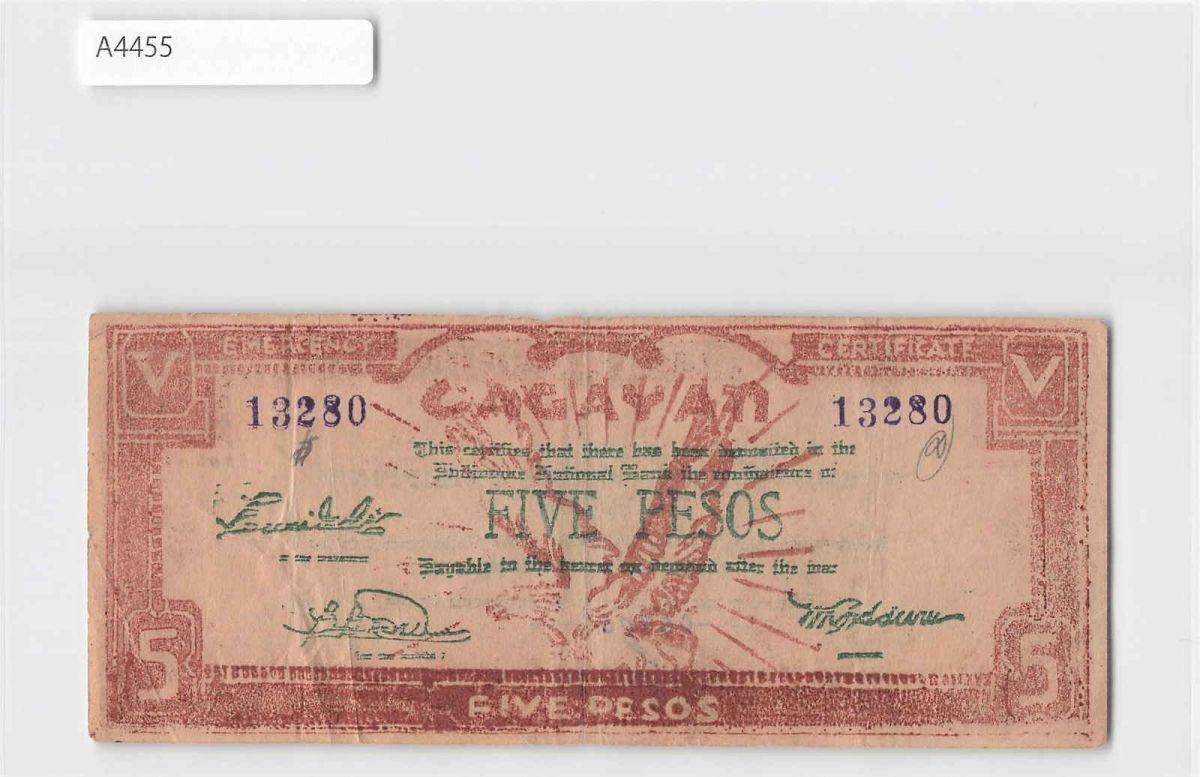 A4455
V EMERGENCY CERTIFICATE V
CAGAYAN
13280 13280
This certifies that there has been deposited in the
Philippine National Bank the equivalence of
FIVE PESOS
Payable to the bearer on demand after the war
5 5
FIVE PESOS